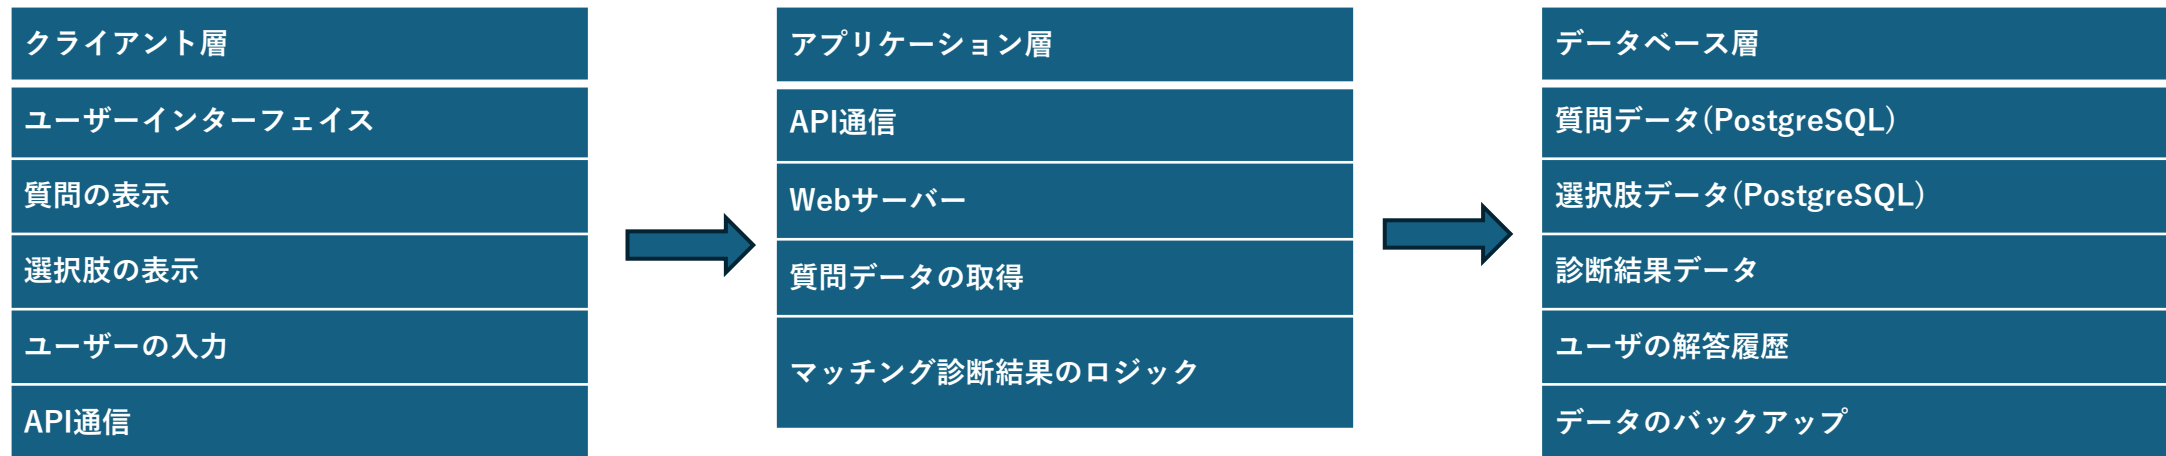 クライアント層
ユーザーインターフェイス
質問の表示
選択肢の表示
ユーザーの入力
API通信
アプリケーション層
API通信
Webサーバー
質問データの取得
マッチング診断結果のロジック
データベース層
質問データ(PostgreSQL)
選択肢データ(PostgreSQL)
診断結果データ
ユーザの解答履歴
データのバックアップ